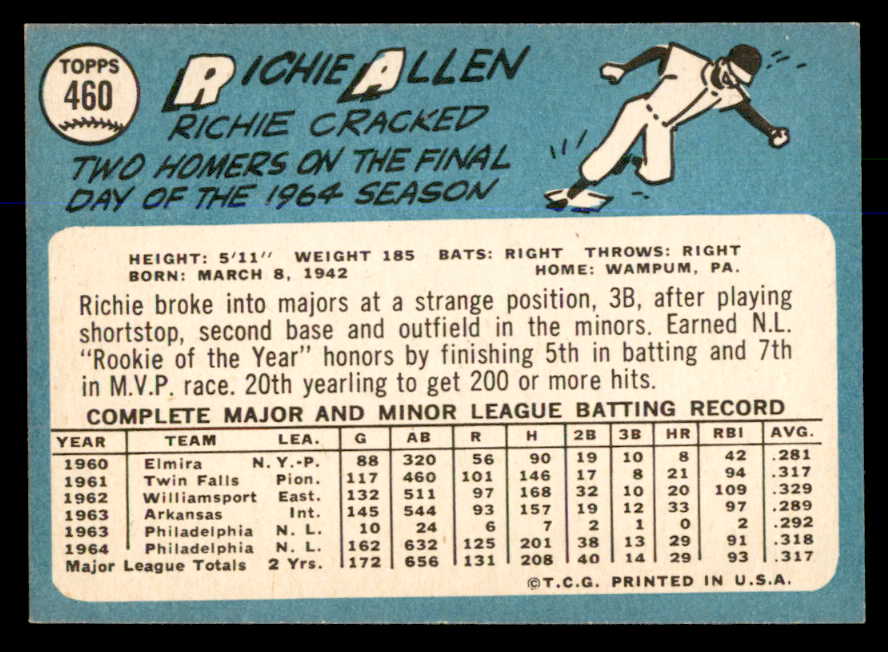 TOPPS
460
RICHIE ALLEN
RICHIE CRACKED
TWO HOMERS ON THE FINAL
DAY OF THE 1964 SEASON
HEIGHT: 5'11" WEIGHT 185 BATS: RIGHT THROWS: RIGHT
BORN: MARCH 8, 1942 HOME: WAMPUM, PA.
Richie broke into majors at a strange position, 3B, after playing
shortstop, second base and outfield in the minors. Earned N.L.
"Rookie of the Year" honors by finishing 5th in batting and 7th
in M.V.P. race. 20th yearling to get 200 or more hits.
COMPLETE MAJOR AND MINOR LEAGUE BATTING RECORD
YEAR TEAM LEA. G AB R H 2B 3B HR RBI AVG.
1960 Elmira N.Y.-P. 88 320 56 90 19 10 8 42 .281
1961 Twin Falls Pion. 117 460 101 146 17 8 21 94 .317
1962 Williamsport East. 132 511 97 168 32 10 20 109 .329
1963 Arkansas Int. 145 544 93 157 19 12 33 97 .289
1963 Philadelphia N. L. 10 24 6 7 2 1 0 2 .292
1964 Philadelphia N. L. 162 632 125 201 38 13 29 91 .318
Major League Totals 2 Yrs. 172 656 131 208 40 14 29 93 .317
©T.C.G. PRINTED IN U.S.A.